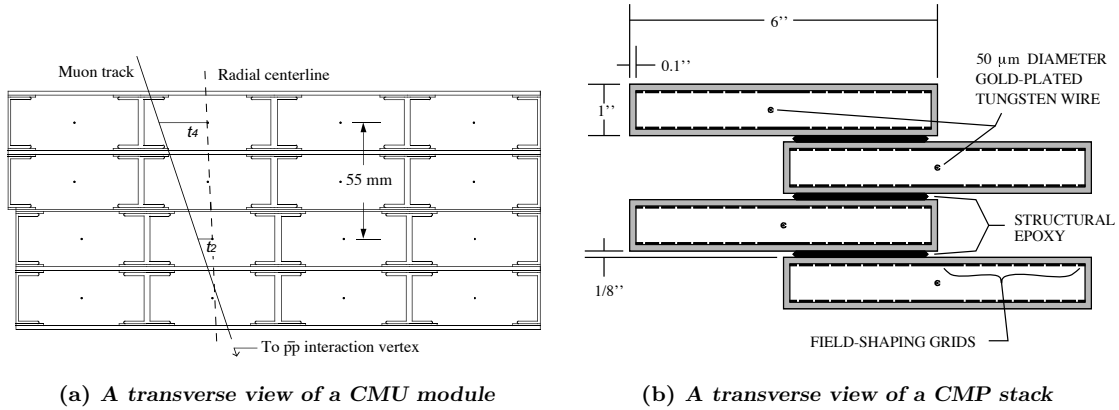 Muon track
Radial centerline
t4
55 mm
t2
To p̅p interaction vertex
(a) A transverse view of a CMU module
6’’
0.1’’
1’’
50 µm DIAMETER
GOLD-PLATED
TUNGSTEN WIRE
STRUCTURAL
EPOXY
1/8’’
FIELD-SHAPING GRIDS
(b) A transverse view of a CMP stack